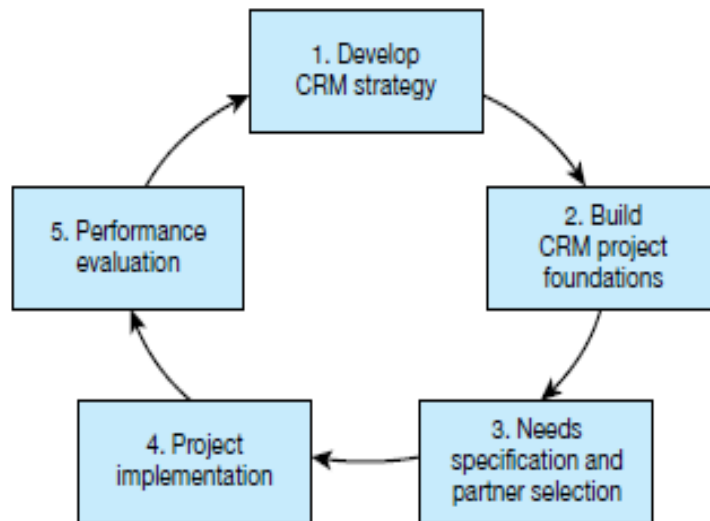 1. Develop
CRM strategy
2. Build
CRM project
foundations
3. Needs
specification and
partner selection
4. Project
implementation
5. Performance
evaluation